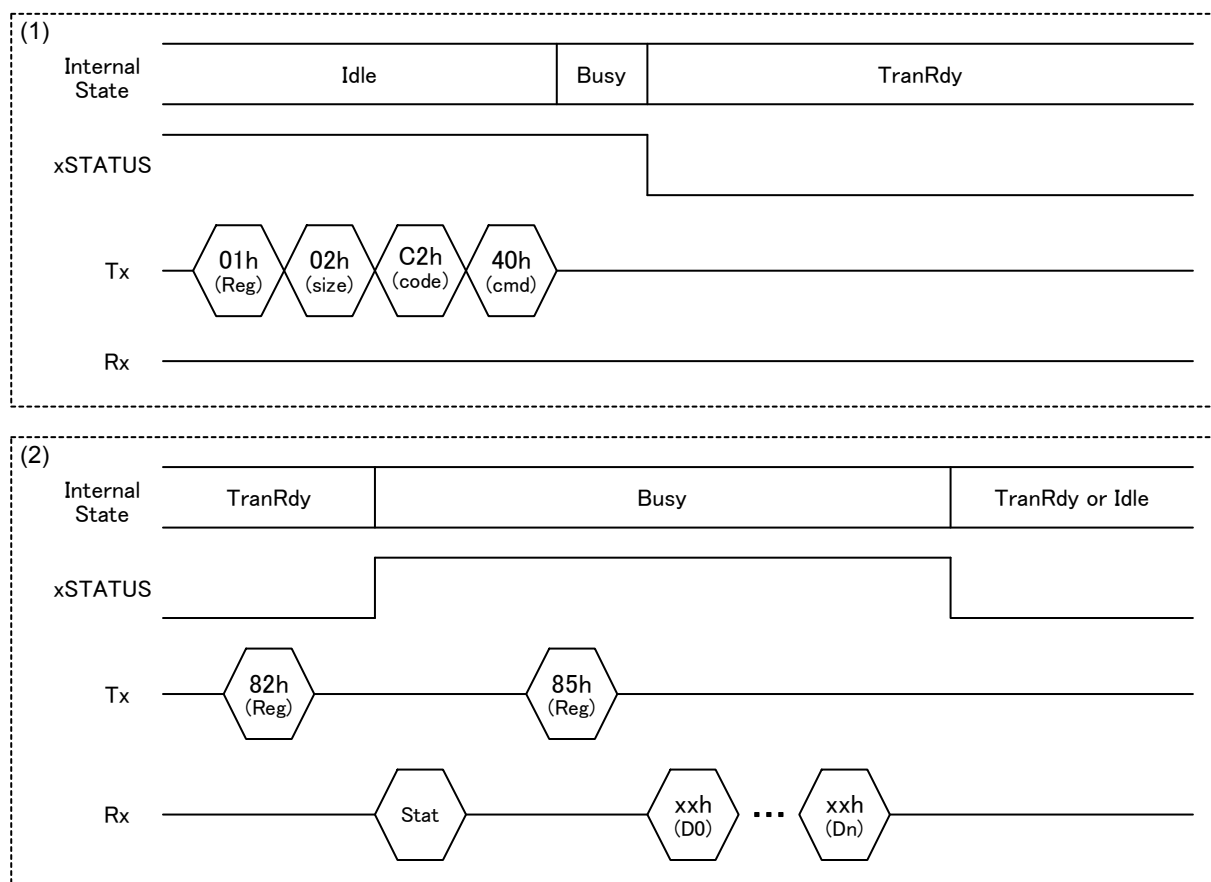 (1)
Internal
State
Idle
Busy
TranRdy
xSTATUS
Tx
01h
(Reg)
02h
(size)
C2h
(code)
40h
(cmd)
Rx
(2)
Internal
State
TranRdy
Busy
TranRdy or Idle
xSTATUS
Tx
82h
(Reg)
85h
(Reg)
Rx
Stat
xxh
(D0)
...
xxh
(Dn)